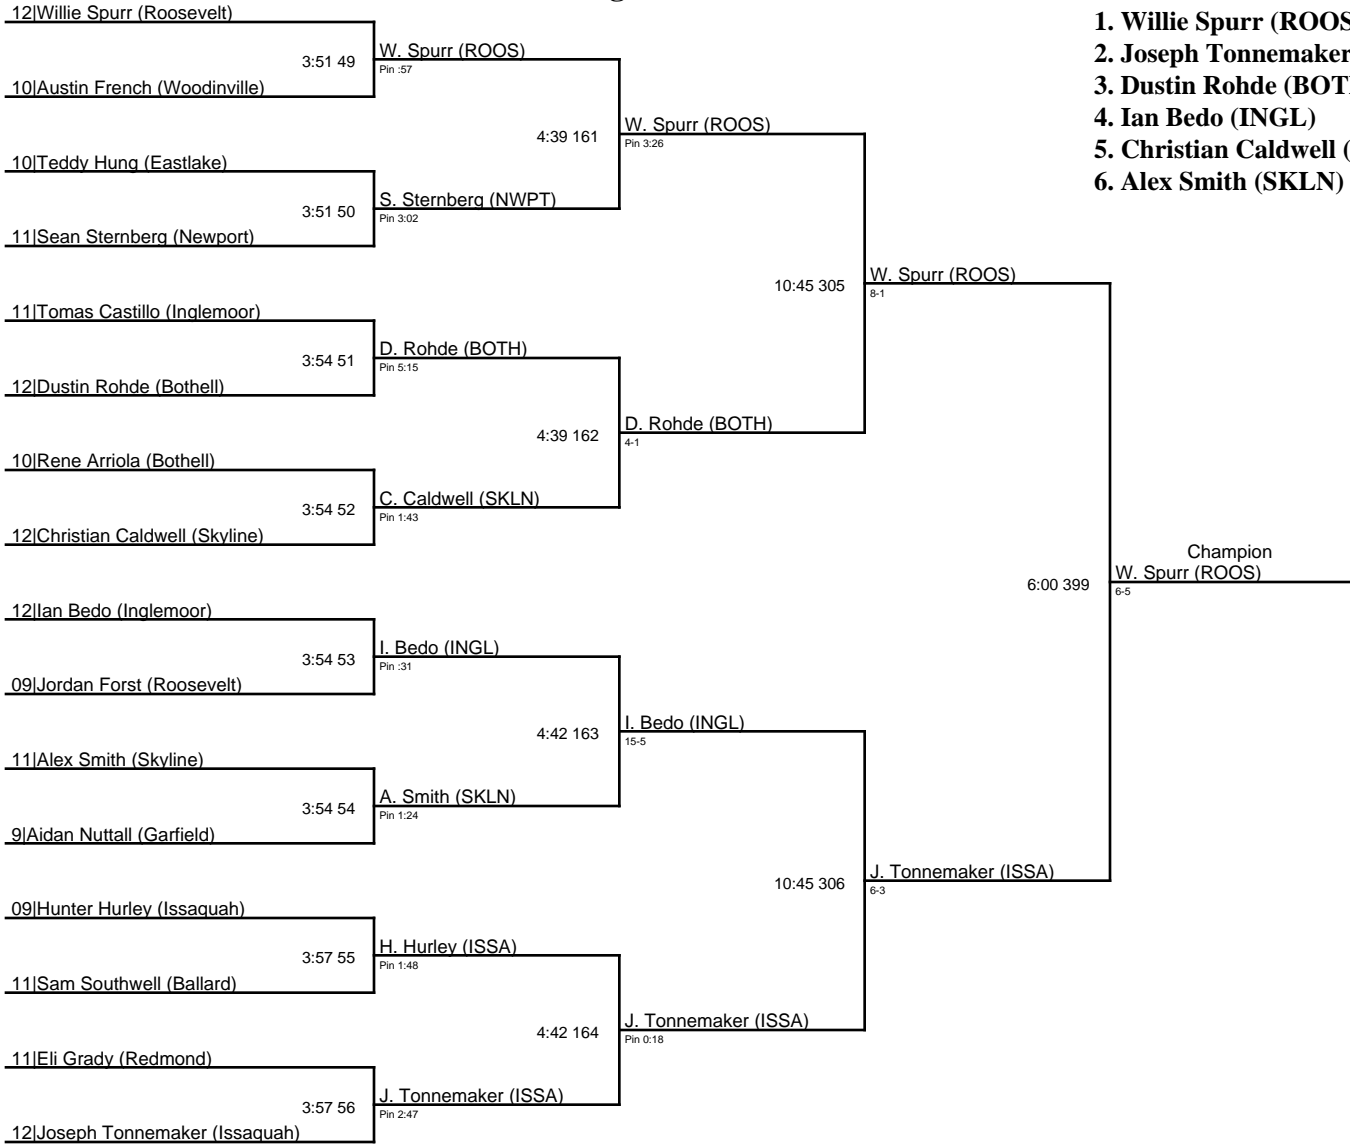 12|Willie Spurr (Roosevelt)
3:51 49
W. Spurr (ROOS)
Pin :57
10|Austin French (Woodinville)
4:39 161
W. Spurr (ROOS)
Pin 3:26
10|Teddy Hung (Eastlake)
3:51 50
S. Sternberg (NWPT)
Pin 3:02
11|Sean Sternberg (Newport)
10:45 305
W. Spurr (ROOS)
8-1
11|Tomas Castillo (Inglemoor)
3:54 51
D. Rohde (BOTH)
Pin 5:15
12|Dustin Rohde (Bothell)
4:39 162
D. Rohde (BOTH)
4-1
10|Rene Arriola (Bothell)
3:54 52
C. Caldwell (SKLN)
Pin 1:43
12|Christian Caldwell (Skyline)
6:00 399
Champion
W. Spurr (ROOS)
6-5
12|Ian Bedo (Inglemoor)
3:54 53
I. Bedo (INGL)
Pin :31
09|Jordan Forst (Roosevelt)
4:42 163
I. Bedo (INGL)
15-5
11|Alex Smith (Skyline)
3:54 54
A. Smith (SKLN)
Pin 1:24
9|Aidan Nuttall (Garfield)
10:45 306
J. Tonnemaker (ISSA)
6-3
09|Hunter Hurley (Issaquah)
3:57 55
H. Hurley (ISSA)
Pin 1:48
11|Sam Southwell (Ballard)
4:42 164
J. Tonnemaker (ISSA)
Pin 0:18
11|Eli Grady (Redmond)
3:57 56
J. Tonnemaker (ISSA)
Pin 2:47
12|Joseph Tonnemaker (Issaquah)
1. Willie Spurr (ROOS
2. Joseph Tonnemaker
3. Dustin Rohde (BOTH
4. Ian Bedo (INGL)
5. Christian Caldwell (
6. Alex Smith (SKLN)